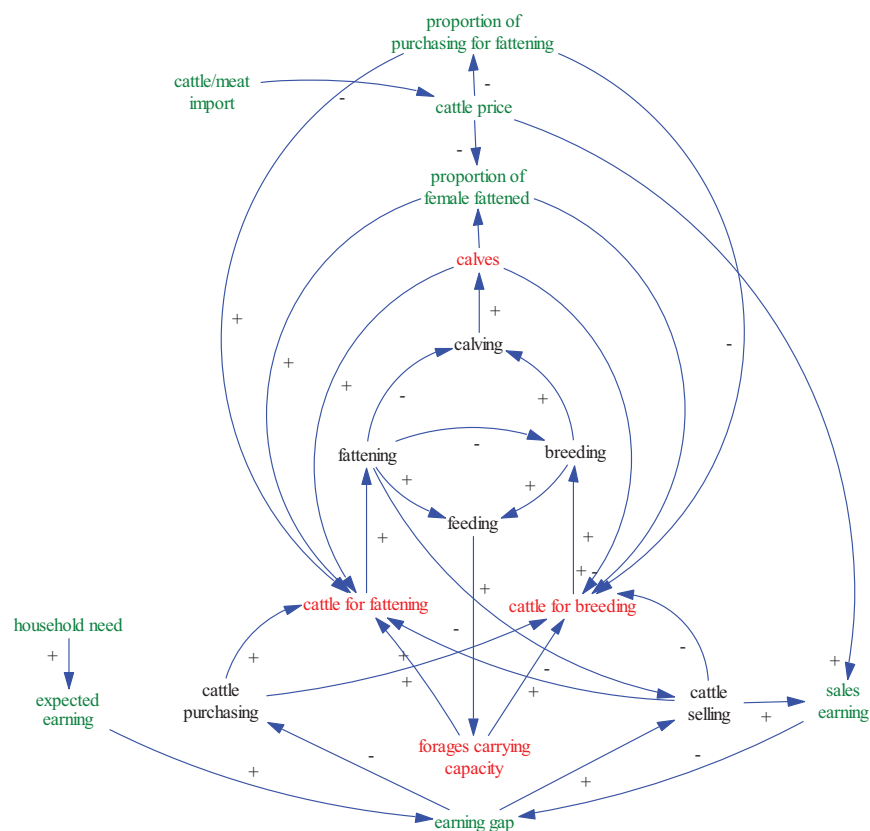 proportion of
purchasing for fattening
cattle/meat
import
-
-
cattle price
-
proportion of
female fattened
calves
+
+
-
calving
+
+
-
+
fattening
-
breeding
+
+
feeding
+
+
+
+ -
cattle for fattening
cattle for breeding
household need
-
-
+
+
+
-
+
expected
earning
cattle
purchasing
+
+
cattle
selling
+
sales
earning
forages carrying
capacity
+
-
+
-
earning gap